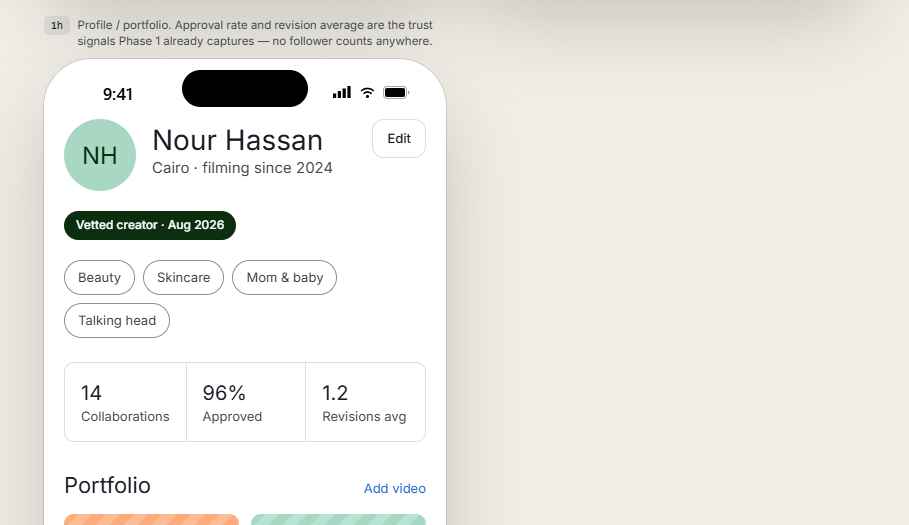 1h
Profile / portfolio. Approval rate and revision average are the trust
signals Phase 1 already captures — no follower counts anywhere.
9:41
NH
Nour Hassan
Cairo · filming since 2024
Edit
Vetted creator · Aug 2026
Beauty
Skincare
Mom & baby
Talking head
14
Collaborations
96%
Approved
1.2
Revisions avg
Portfolio
Add video